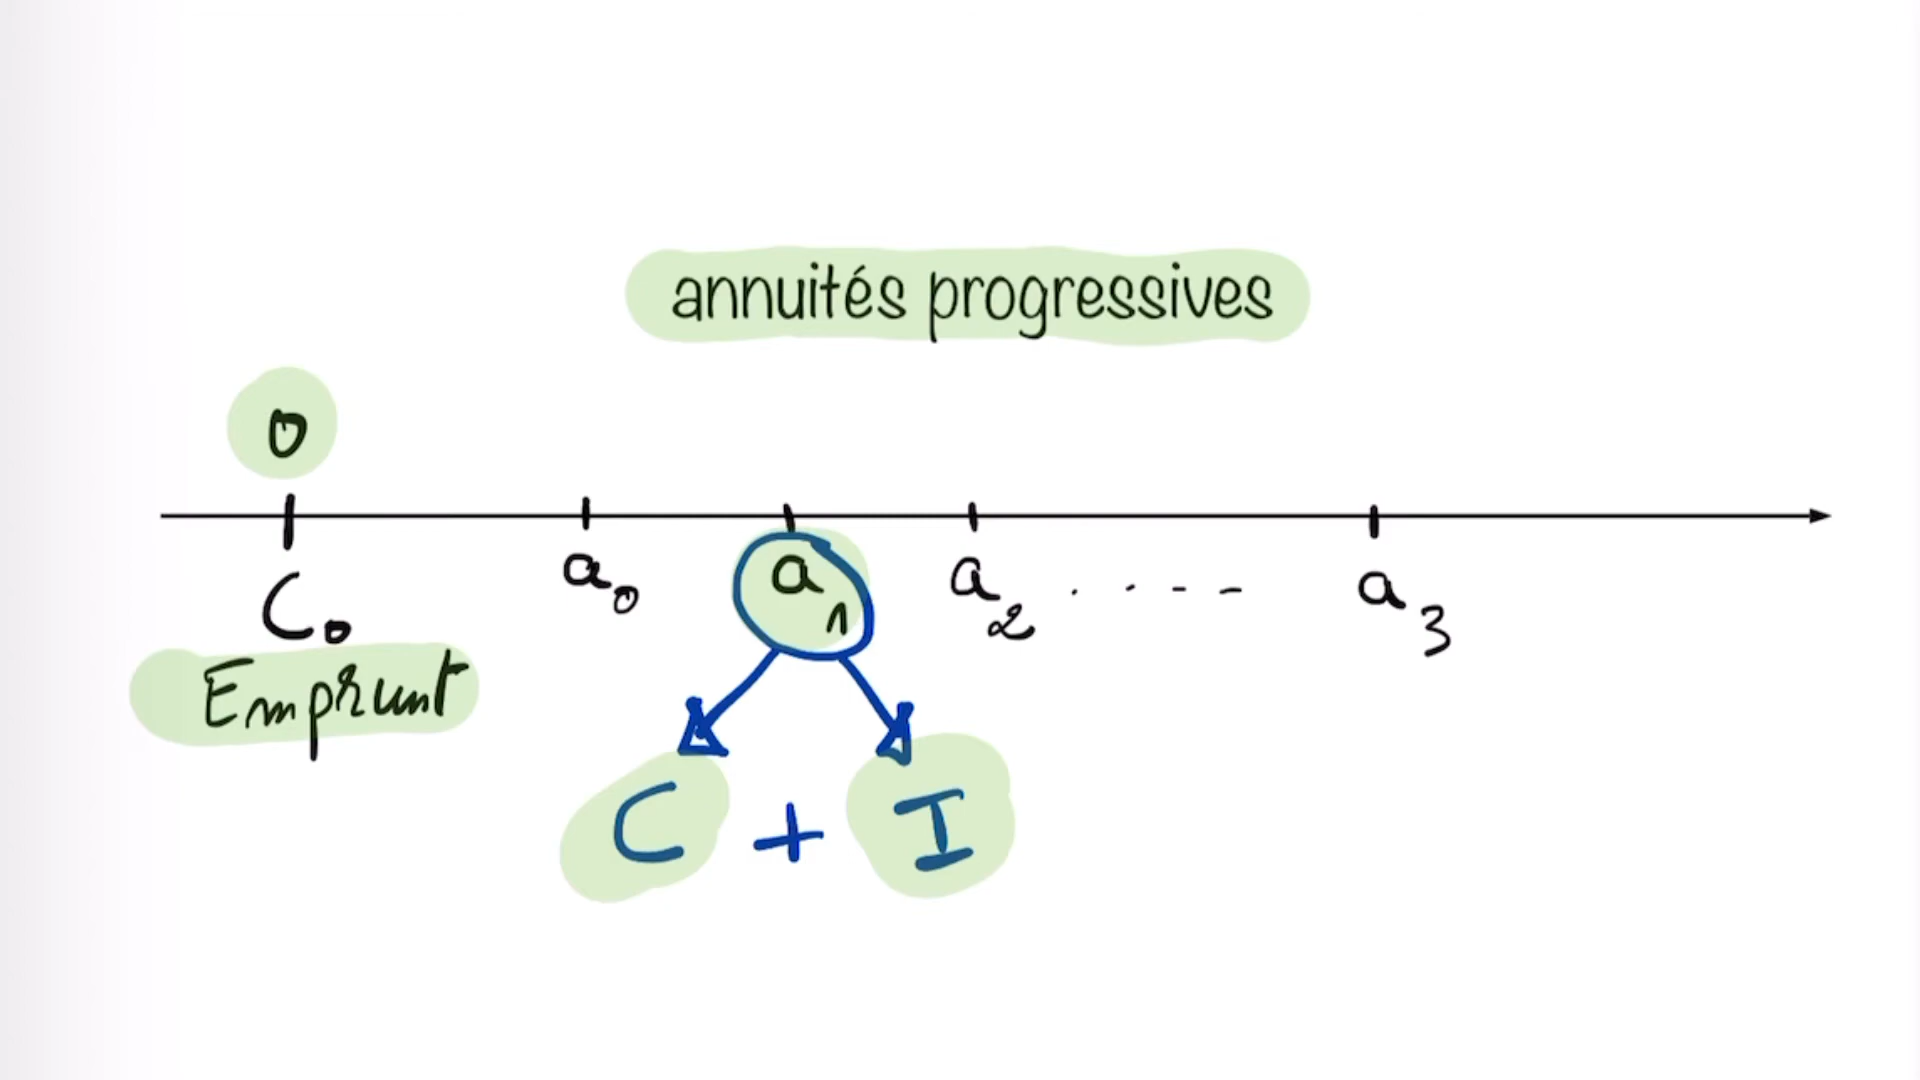 annuités progressives
0
C₀ a₀ a₁ a₂ . . - - a₃
Emprunt
C + I